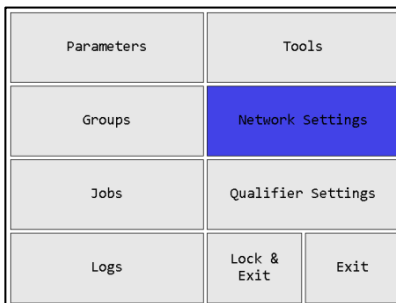 Parameters
Tools
Groups
Network Settings
Jobs
Qualifier Settings
Logs
Lock &
Exit
Exit